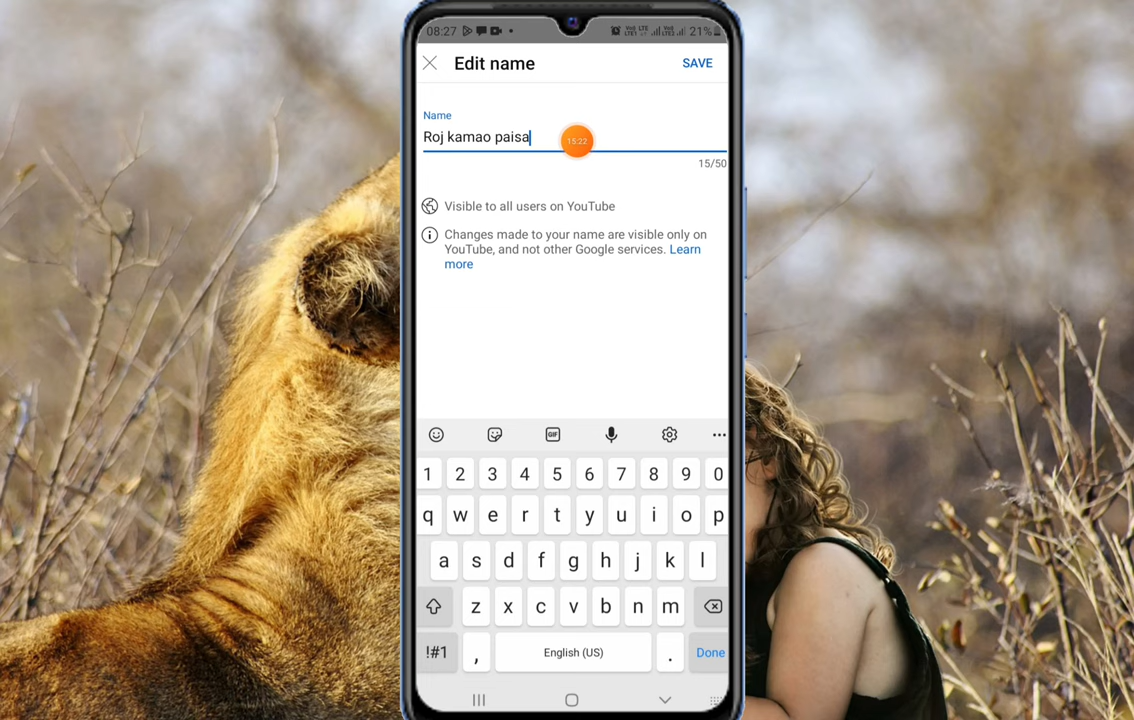 08:27 21%
Edit name
SAVE
Name
Roj kamao paisa
15:22
15/50
Visible to all users on YouTube
Changes made to your name are visible only on
YouTube, and not other Google services. Learn
more
GIF
1 2 3 4 5 6 7 8 9 0
q w e r t y u i o p
a s d f g h j k l
z x c v b n m
!#1 , English (US) . Done